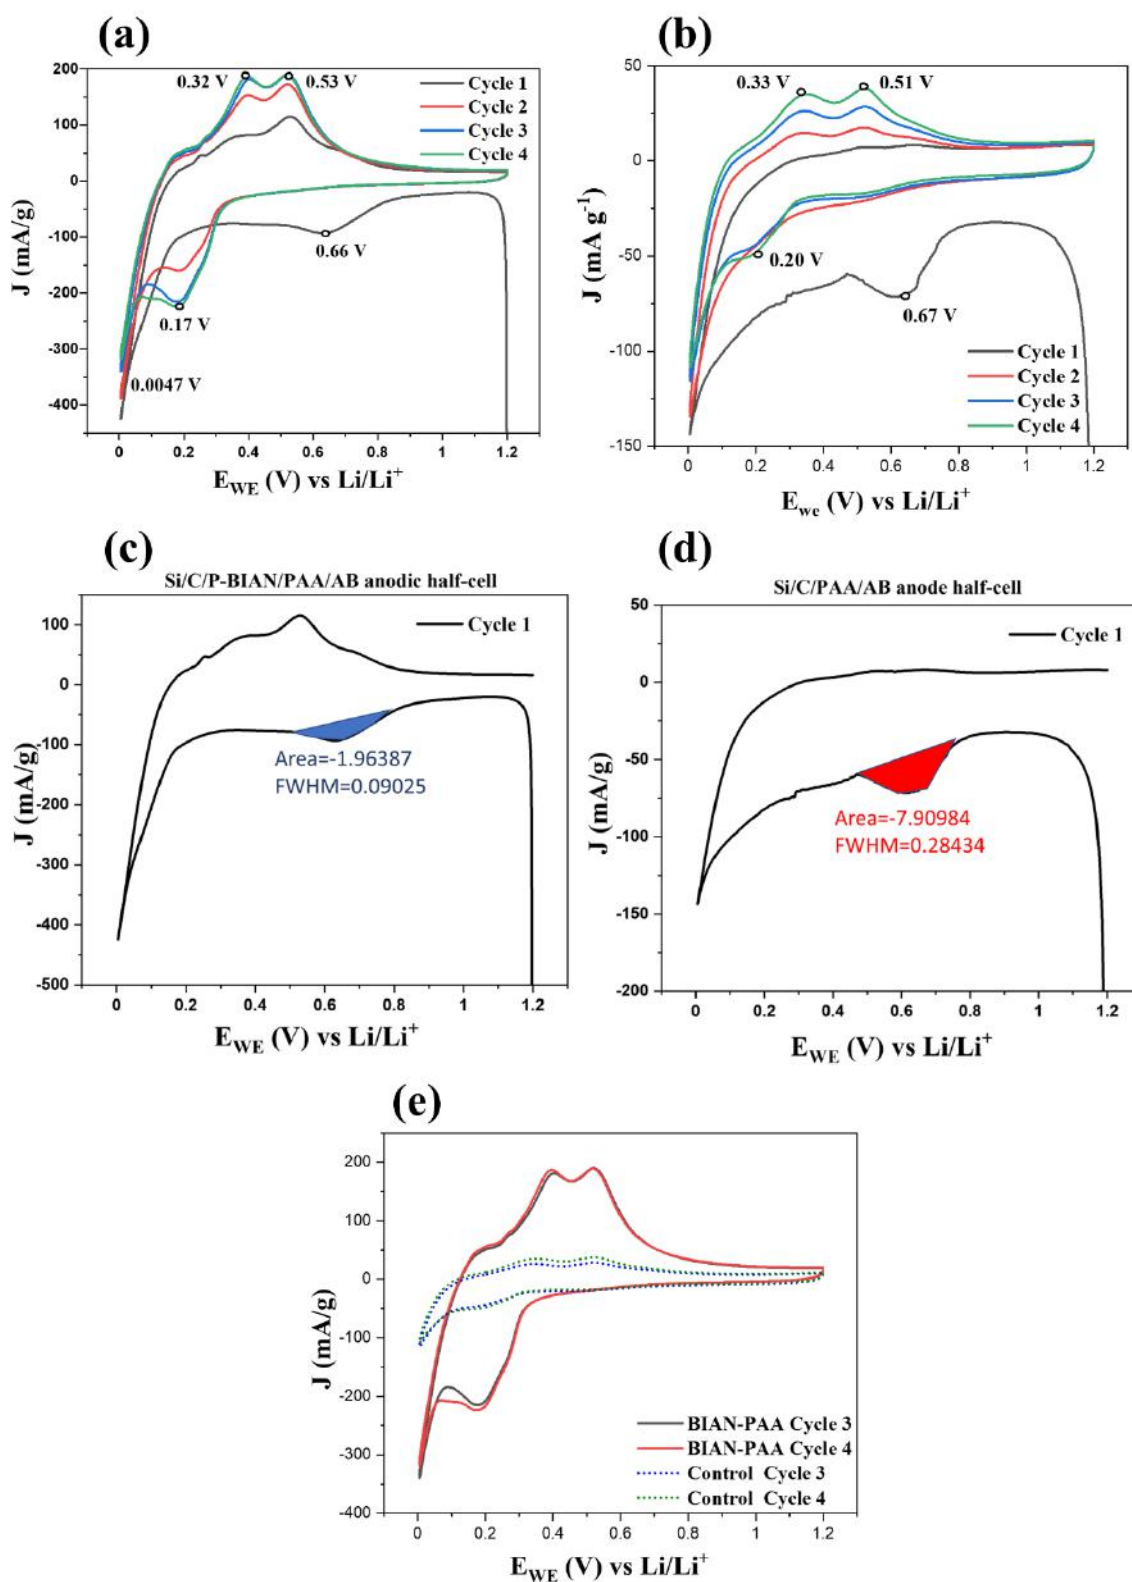 (a)
200
100
0
-100
-200
-300
-400
J (mA/g)
0.32 V
0.53 V
Cycle 1
Cycle 2
Cycle 3
Cycle 4
0.66 V
0.17 V
0.0047 V
0 0.2 0.4 0.6 0.8 1 1.2
E_WE (V) vs Li/Li⁺
(b)
50
0
-50
-100
-150
J (mA g⁻¹)
0.33 V
0.51 V
0.20 V
0.67 V
Cycle 1
Cycle 2
Cycle 3
Cycle 4
0 0.2 0.4 0.6 0.8 1 1.2
E_we (V) vs Li/Li⁺
(c)
Si/C/P-BIAN/PAA/AB anodic half-cell
100
0
-100
-200
-300
-400
-500
J (mA/g)
Cycle 1
Area=-1.96387
FWHM=0.09025
0 0.2 0.4 0.6 0.8 1 1.2
E_WE (V) vs Li/Li⁺
(d)
Si/C/PAA/AB anode half-cell
50
0
-50
-100
-150
-200
J (mA/g)
Cycle 1
Area=-7.90984
FWHM=0.28434
0 0.2 0.4 0.6 0.8 1 1.2
E_WE (V) vs Li/Li⁺
(e)
200
100
0
-100
-200
-300
-400
J (mA/g)
BIAN-PAA Cycle 3
BIAN-PAA Cycle 4
Control Cycle 3
Control Cycle 4
0 0.2 0.4 0.6 0.8 1 1.2
E_WE (V) vs Li/Li⁺